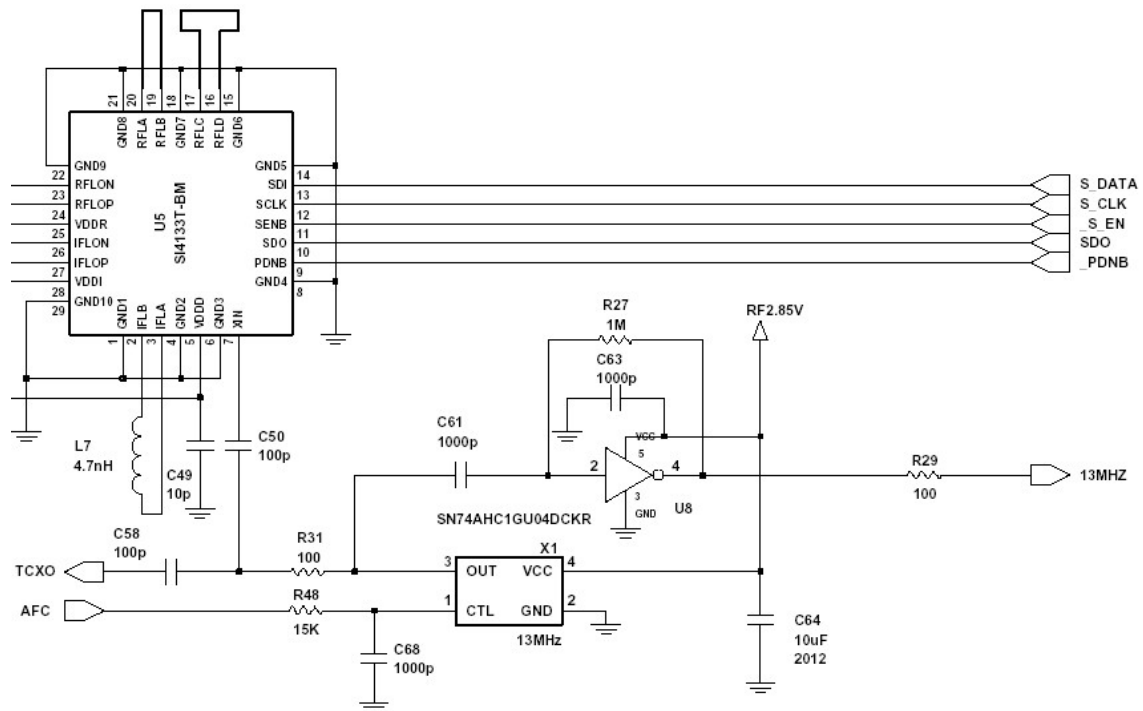 21 20 19 18 17 16 15
GND8 RFLA RFLB GND7 RFLC RFLD GND6
GND9 GND5
22 14
RFLON SDI S_DATA
23 13
RFLOP SCLK S_CLK
24 12
VDDR SENB _S_EN
25 11
IFLON SDO SDO
26 10
IFLOP PDNB _PDNB
27 9
VDDI GND4
28 8
GND10
29
U5
SI4133T-BM
GND1 IFLB IFLA GND2 VDDD GND3 XIN
1 2 3 4 5 6 7
R27
1M
RF2.85V
C63
1000p
L7
4.7nH
C49
10p
C50
100p
C61
1000p
VCC
5
2 4
3
GND
U8
SN74AHC1GU04DCKR
R29
100
13MHZ
C58
100p
TCXO
R31
100
X1
3 OUT VCC 4
1 CTL GND 2
13MHz
AFC
R48
15K
C68
1000p
C64
10uF
2012